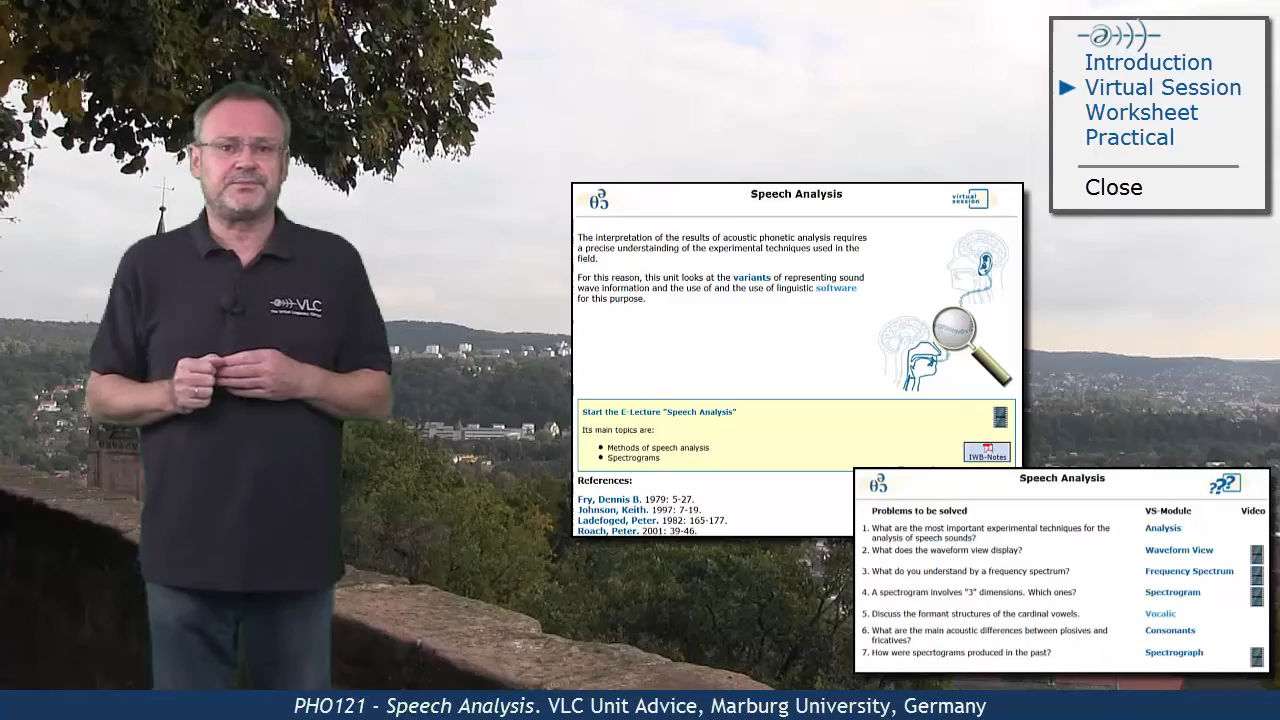 Introduction
Virtual Session
Worksheet
Practical
Close
VLC
Speech Analysis
virtual
session
The interpretation of the results of acoustic phonetic analysis requires
a precise understainding of the experimental techniques used in the
field.
For this reason, this unit looks at the variants of representing sound
wave information and the use of and the use of linguistic software
for this purpose.
Start the E-Lecture "Speech Analysis"
Its main topics are:
Methods of speech analysis
Spectrograms
IWB-Notes
References:
Fry, Dennis B. 1979: 5-27.
Johnson, Keith. 1997: 7-19.
Ladefoged, Peter. 1982: 165-177.
Roach, Peter. 2001: 39-46.
Speech Analysis
???
Problems to be solved VS-Module Video
1. What are the most important experimental techniques for the Analysis
analysis of speech sounds?
2. What does the waveform view display? Waveform View
3. What do you understand by a frequency spectrum? Frequency Spectrum
4. A spectrogram involves "3" dimensions. Which ones? Spectrogram
5. Discuss the formant structures of the cardinal vowels. Vocalic
6. What are the main acoustic differences between plosives and Consonants
fricatives?
7. How were specrtograms produced in the past? Spectrograph
PHO121 - Speech Analysis. VLC Unit Advice, Marburg University, Germany